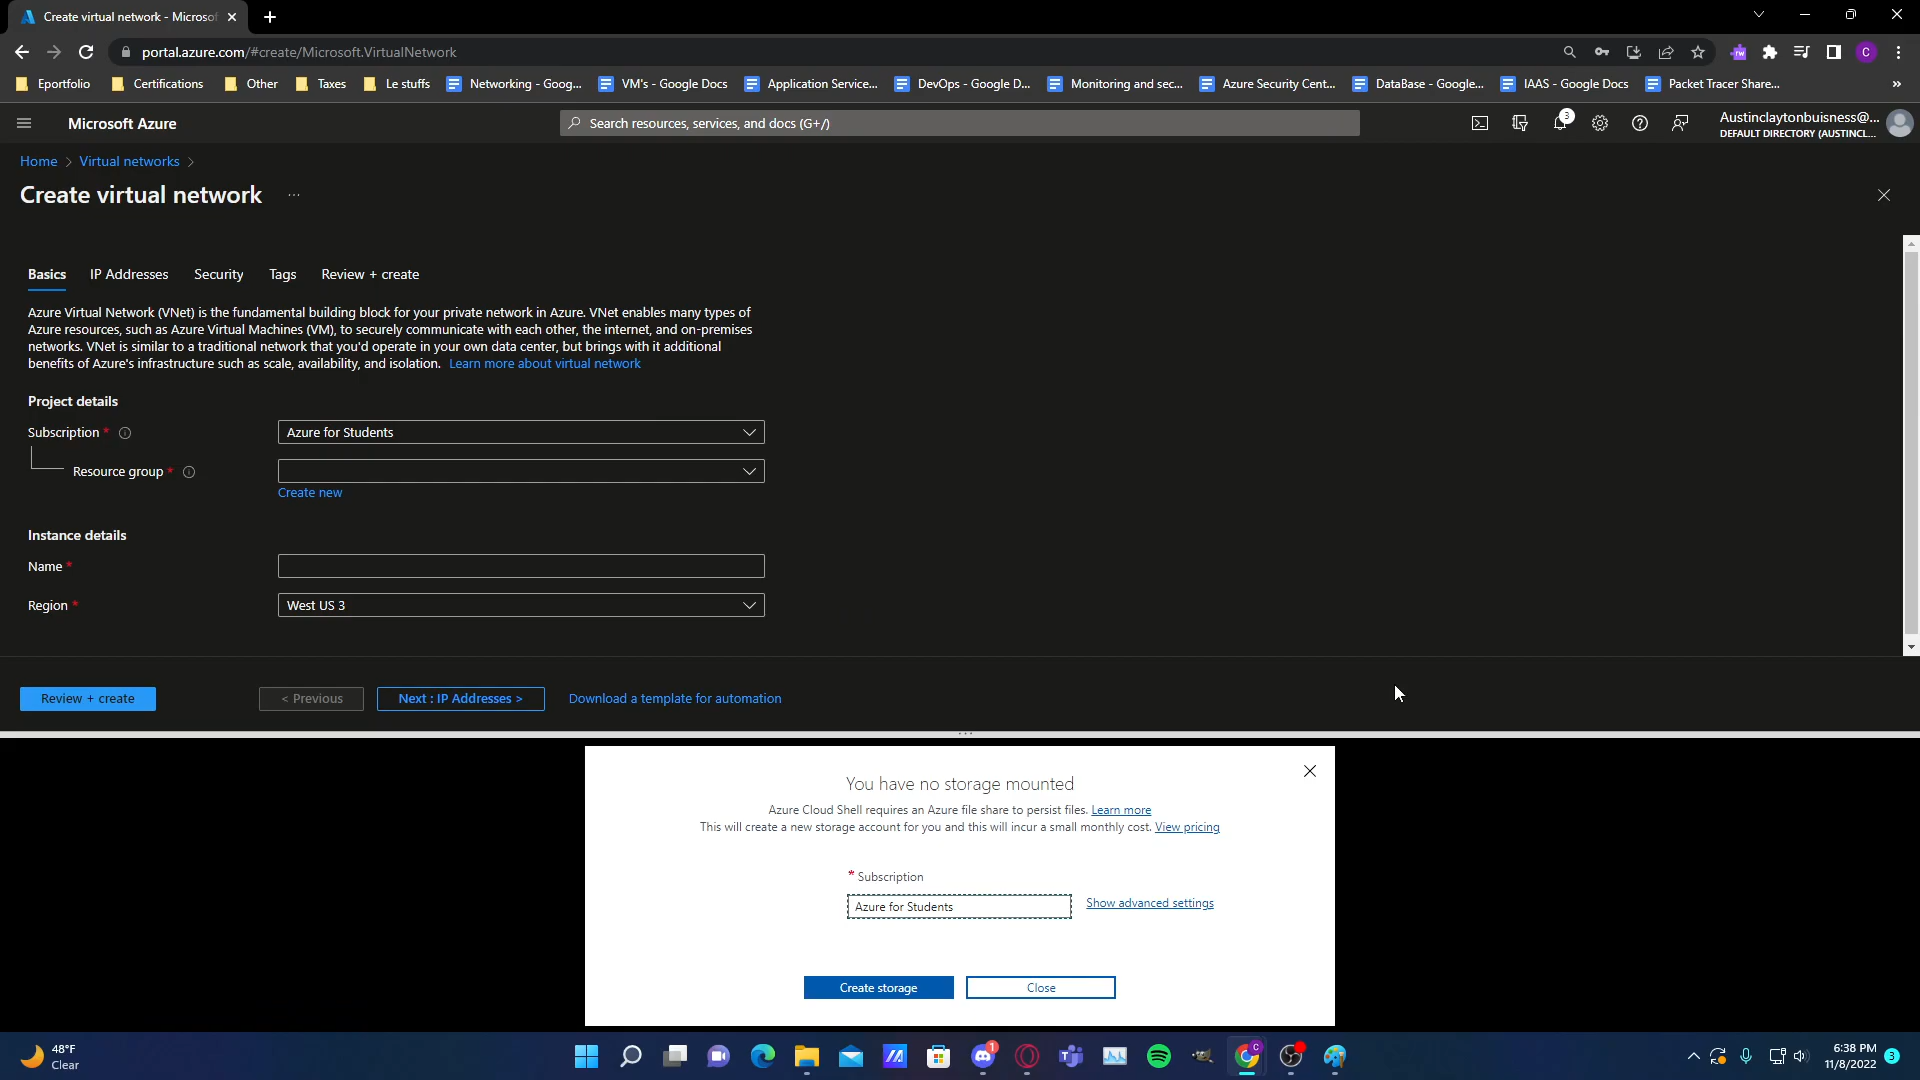 Create virtual network - Microsof
portal.azure.com/#create/Microsoft.VirtualNetwork
C
Eportfolio
Certifications
Other
Taxes
Le stuffs
Networking - Goog...
VM's - Google Docs
Application Service...
DevOps - Google D...
Monitoring and sec...
Azure Security Cent...
DataBase - Google...
IAAS - Google Docs
Packet Tracer Share...
»
Microsoft Azure
Search resources, services, and docs (G+/)
3
Austinclaytonbuisness@...
DEFAULT DIRECTORY (AUSTINCL...
Home > Virtual networks >
Create virtual network ...
Basics
IP Addresses
Security
Tags
Review + create
Azure Virtual Network (VNet) is the fundamental building block for your private network in Azure. VNet enables many types of
Azure resources, such as Azure Virtual Machines (VM), to securely communicate with each other, the internet, and on-premises
networks. VNet is similar to a traditional network that you'd operate in your own data center, but brings with it additional
benefits of Azure's infrastructure such as scale, availability, and isolation. Learn more about virtual network
Project details
Subscription *
Azure for Students
Resource group *
Create new
Instance details
Name *
Region *
West US 3
Review + create
< Previous
Next : IP Addresses >
Download a template for automation
You have no storage mounted
Azure Cloud Shell requires an Azure file share to persist files. Learn more
This will create a new storage account for you and this will incur a small monthly cost. View pricing
* Subscription
Azure for Students
Show advanced settings
Create storage
Close
48°F
Clear
1
C
6:38 PM
11/8/2022
3